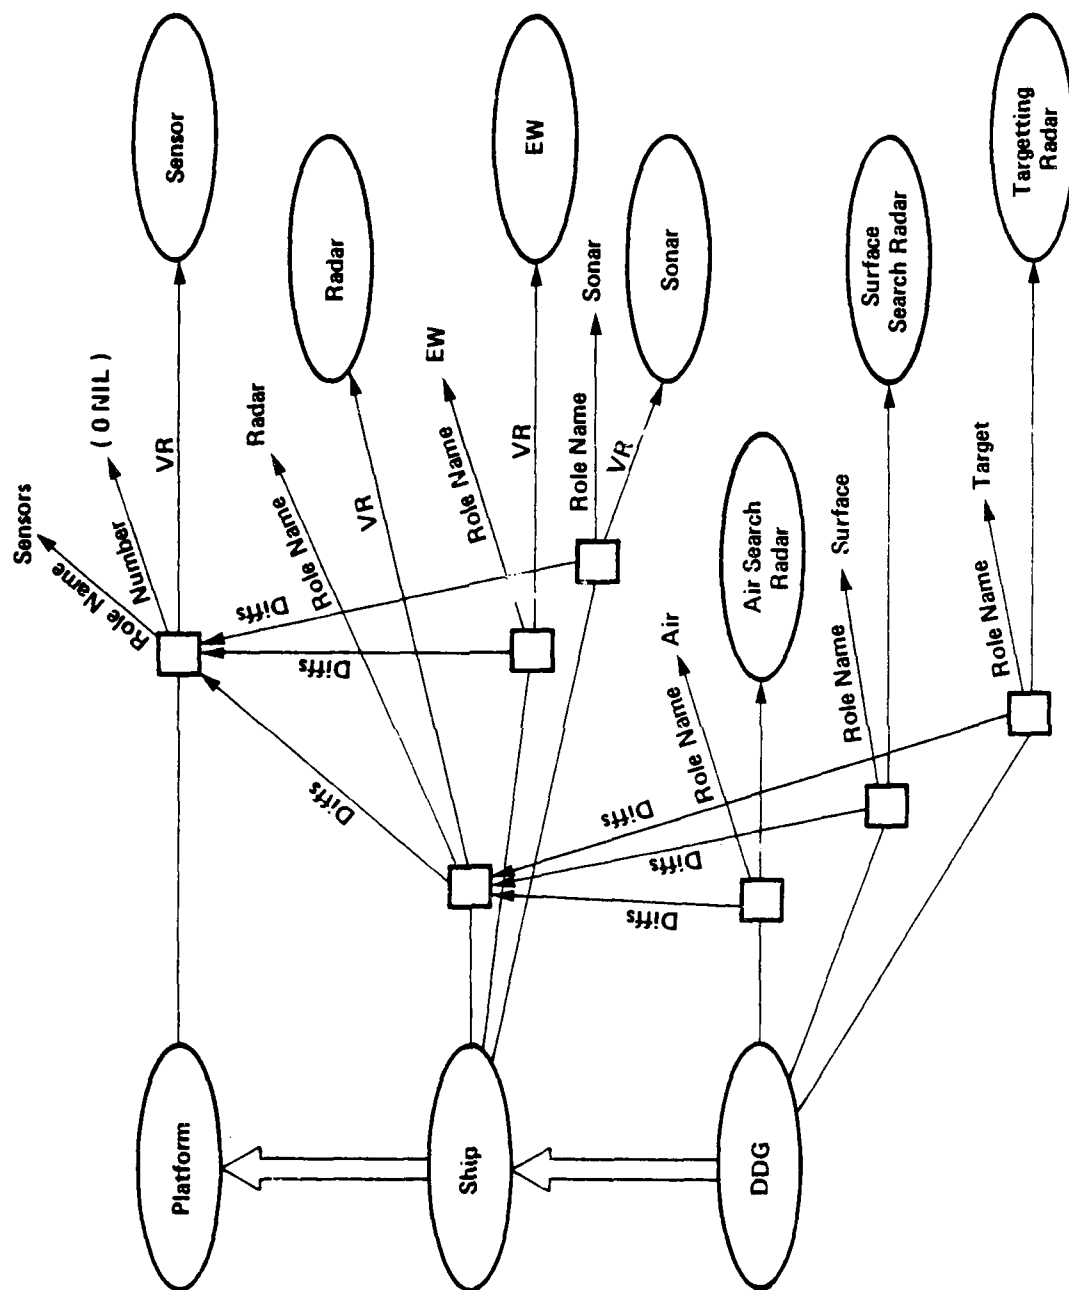 Sensors
Role Name
Number
( 0 NIL )
VR
Sensor
Platform
Diffs
Diffs
Diffs
Role Name
Radar
VR
Radar
Role Name
EW
VR
EW
Role Name
Sonar
VR
Sonar
Ship
Diffs
Diffs
Diffs
Role Name
Air
Air Search
Radar
Role Name
Surface
Surface
Search Radar
Role Name
Target
Targetting
Radar
DDG